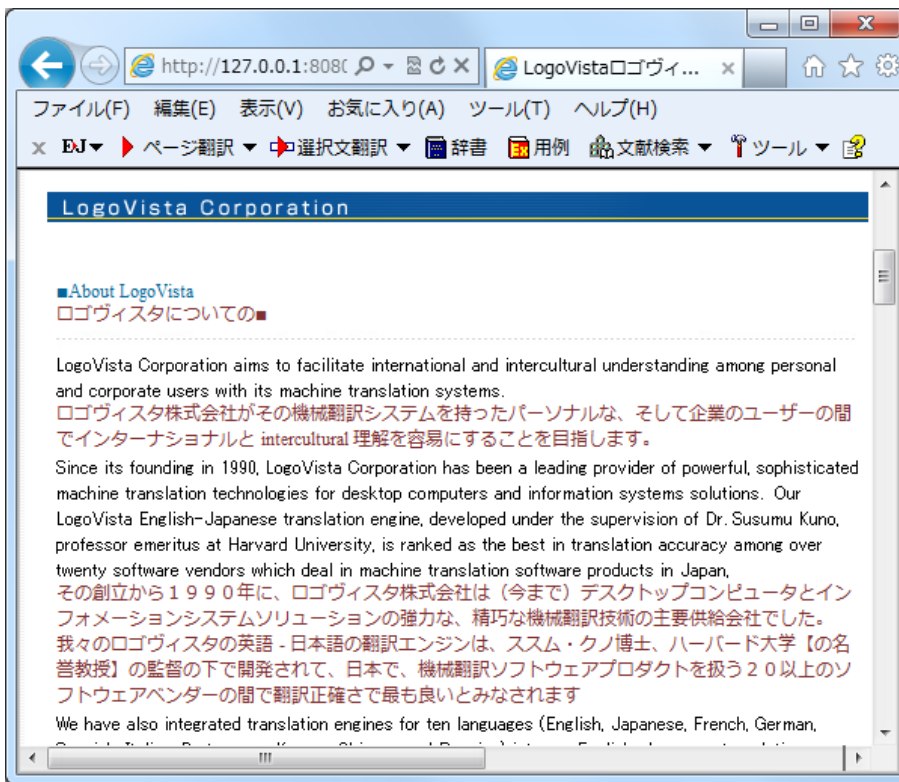 http://127.0.0.1:808
LogoVistaロゴヴィ...
ファイル(F) 編集(E) 表示(V) お気に入り(A) ツール(T) ヘルプ(H)
EJ ページ翻訳 選択文翻訳 辞書 用例 文献検索 ツール
LogoVista Corporation
■About LogoVista
ロゴヴィスタについての■
LogoVista Corporation aims to facilitate international and intercultural understanding among personal
and corporate users with its machine translation systems.
ロゴヴィスタ株式会社がその機械翻訳システムを持ったパーソナルな、そして企業のユーザーの間
でインターナショナルと intercultural 理解を容易にすることを目指します。
Since its founding in 1990, LogoVista Corporation has been a leading provider of powerful, sophisticated
machine translation technologies for desktop computers and information systems solutions. Our
LogoVista English-Japanese translation engine, developed under the supervision of Dr. Susumu Kuno,
professor emeritus at Harvard University, is ranked as the best in translation accuracy among over
twenty software vendors which deal in machine translation software products in Japan,
その創立から１９９０年に、ロゴヴィスタ株式会社は（今まで）デスクトップコンピュータとイン
フォメーションシステムソリューションの強力な、精巧な機械翻訳技術の主要供給会社でした。
我々のロゴヴィスタの英語 - 日本語の翻訳エンジンは、ススム・クノ博士、ハーバード大学【の名
誉教授】の監督の下で開発されて、日本で、機械翻訳ソフトウェアプロダクトを扱う２０以上のソ
フトウェアベンダーの間で翻訳正確さで最も良いとみなされます
We have also integrated translation engines for ten languages (English, Japanese, French, German,